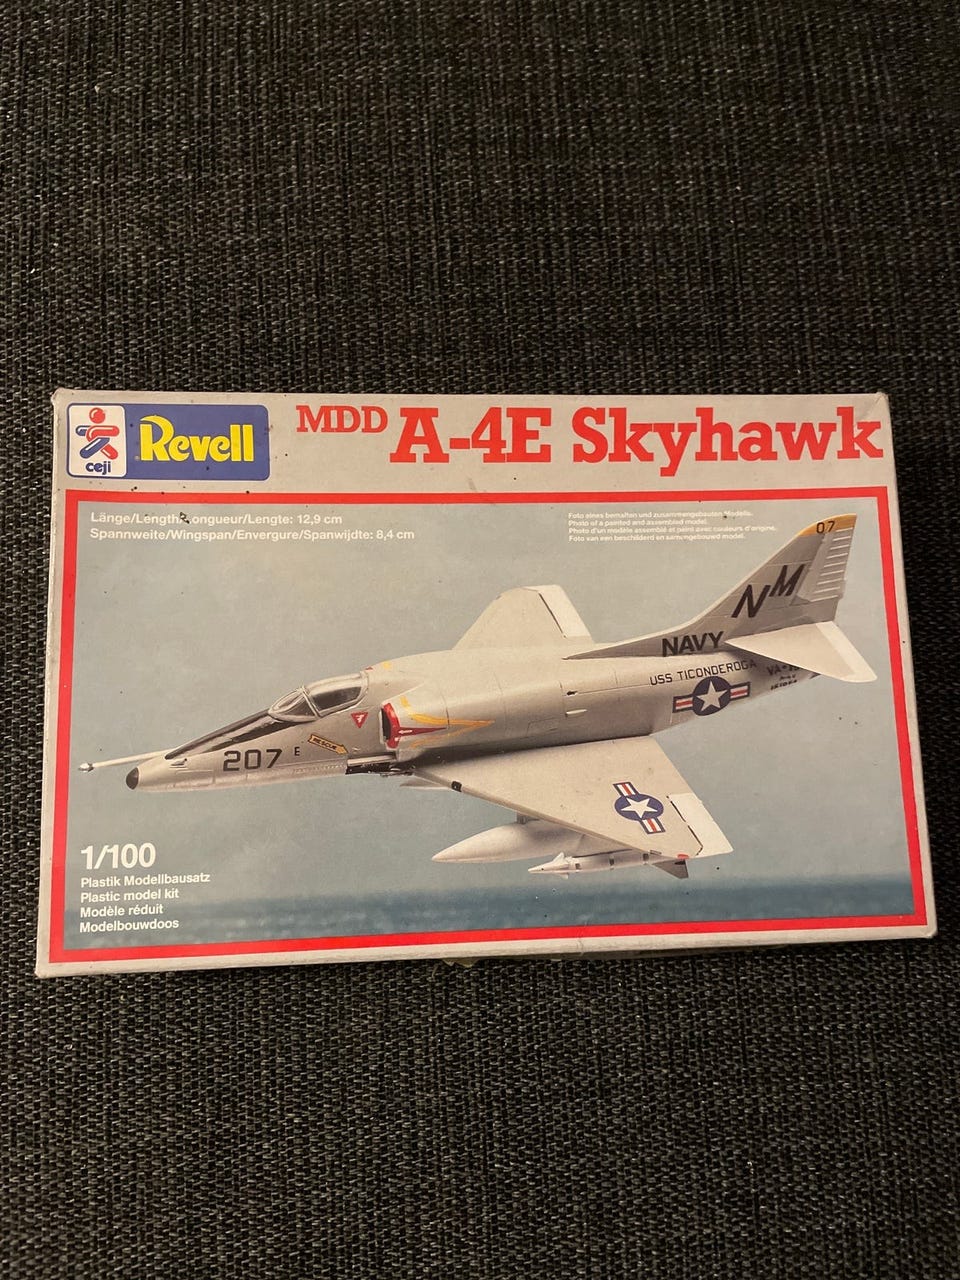 ceji
Revell
MDD A-4E Skyhawk
Länge/Length/Longueur/Lengte: 12,9 cm
Spannweite/Wingspan/Envergure/Spanwijdte: 8,4 cm
Foto eines bemalten und zusammengebauten Modells.
Photo of a painted and assembled model.
Photo d'un modèle assemblé et peint avec couleurs d'origine.
Foto van een beschilderd en samengebouwd model.
07
NM
NAVY
USS TICONDEROGA
207 E
RESCUE
1/100
Plastik Modellbausatz
Plastic model kit
Modèle réduit
Modelbouwdoos